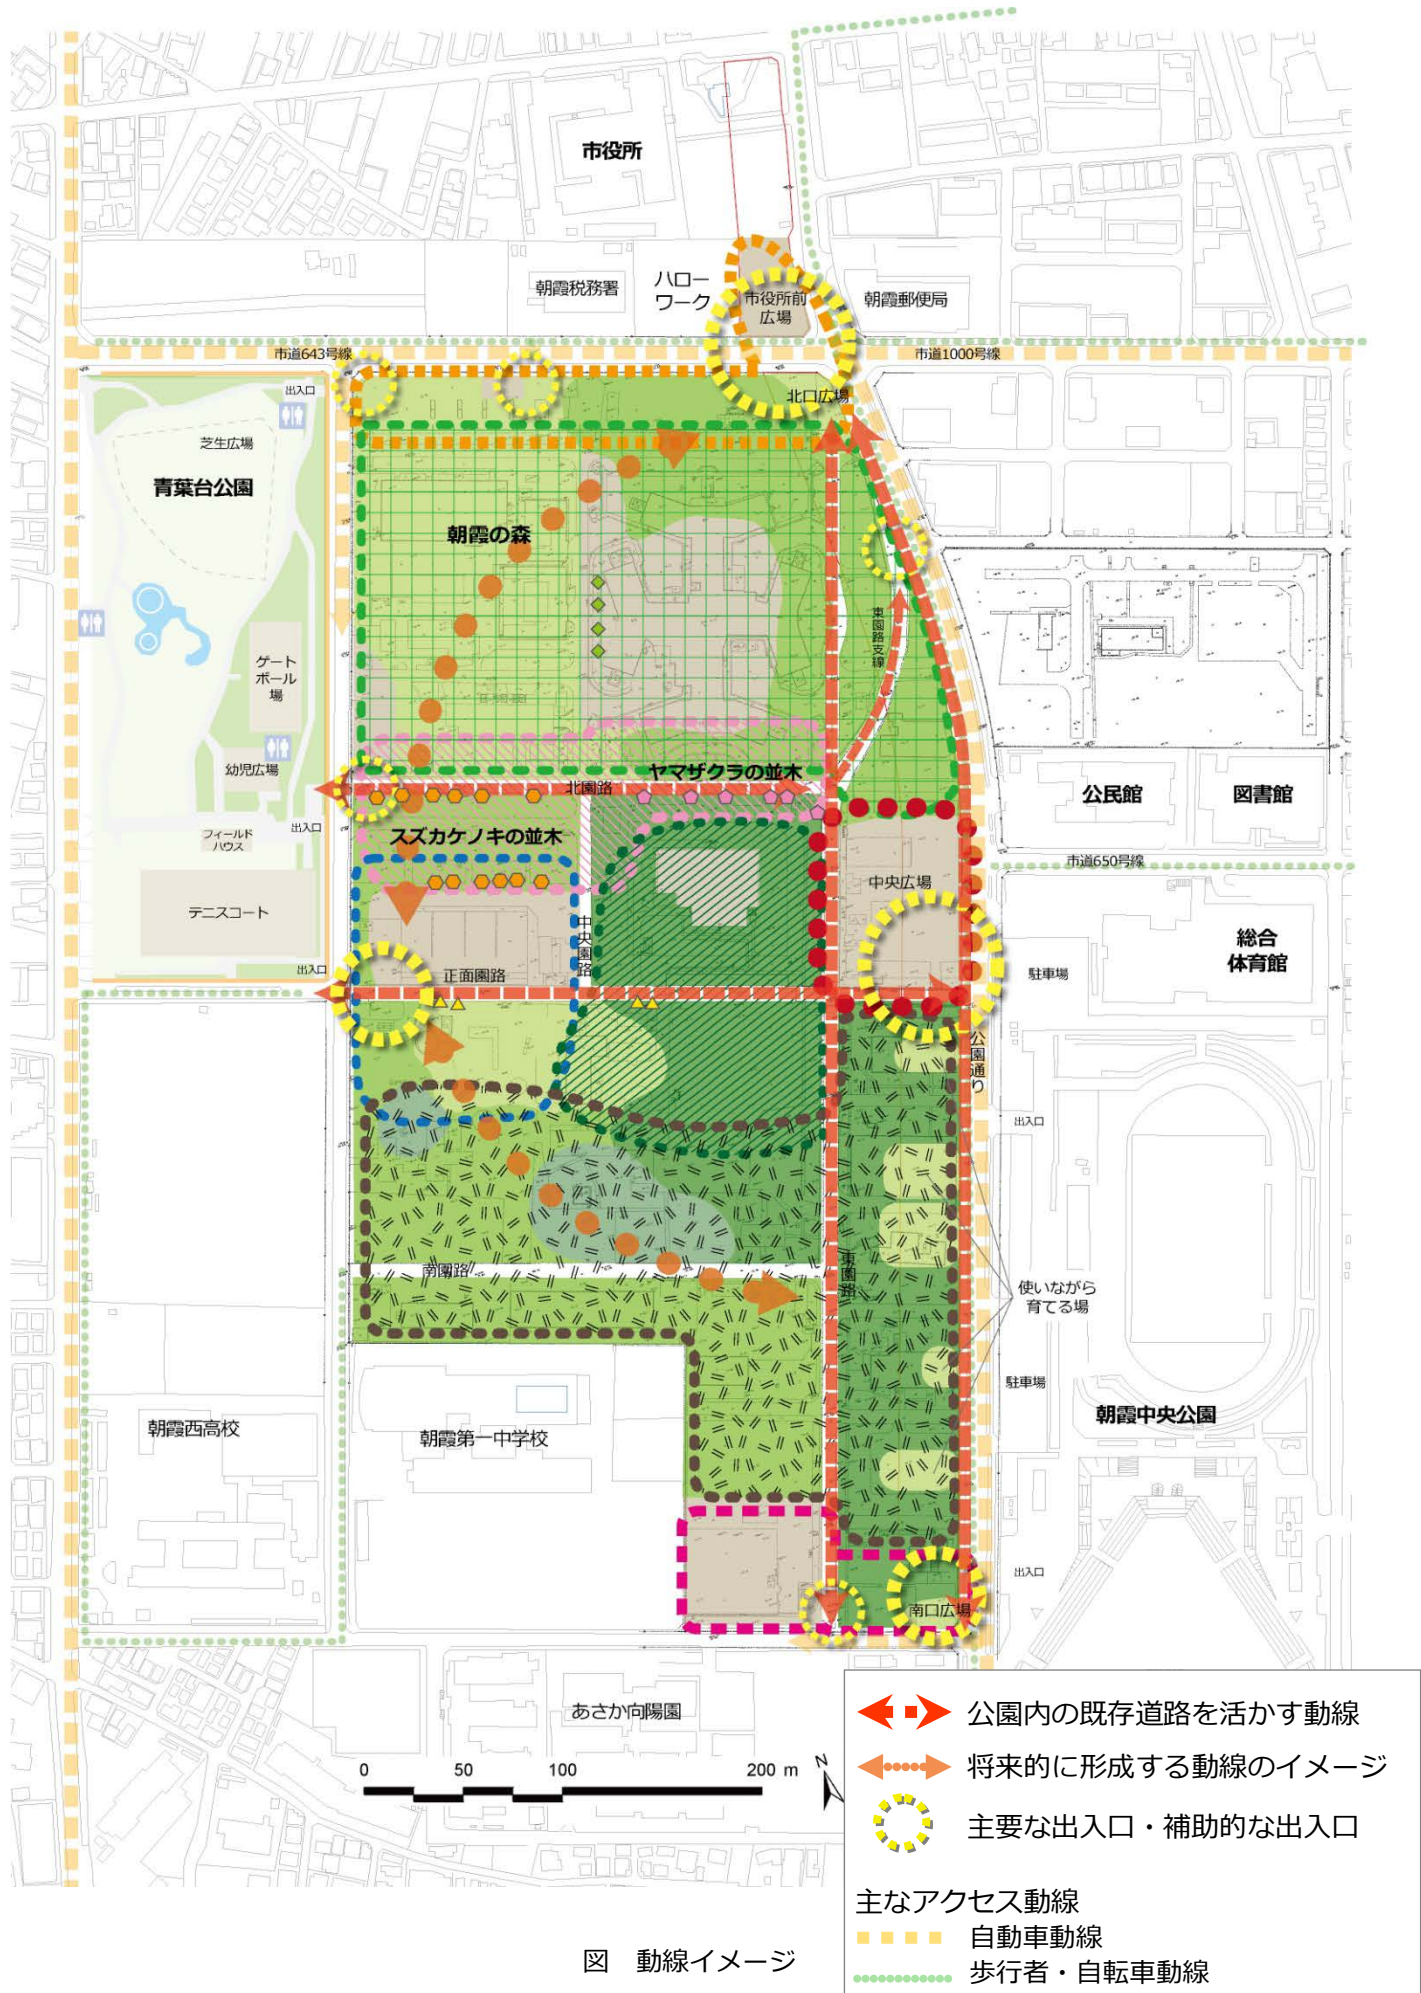 市役所
朝霞税務署
ハロー
ワーク
市役所前
広場
朝霞郵便局
市道643号線
市道1000号線
出入口
北口広場
芝生広場
青葉台公園
朝霞の森
東園路支線
ゲート
ボール
場
幼児広場
ヤマザクラの並木
北園路
公民館
図書館
出入口
フィールド
ハウス
スズカケノキの並木
市道650号線
中央広場
テニスコート
中央園路
総合
体育館
出入口
正面園路
駐車場
公園通り
出入口
南園路
東園路
使いながら
育てる場
駐車場
朝霞中央公園
朝霞西高校
朝霞第一中学校
出入口
南口広場
あさか向陽園
0 50 100 200 m
N
公園内の既存道路を活かす動線
将来的に形成する動線のイメージ
主要な出入口・補助的な出入口
主なアクセス動線
自動車動線
歩行者・自転車動線
図 動線イメージ